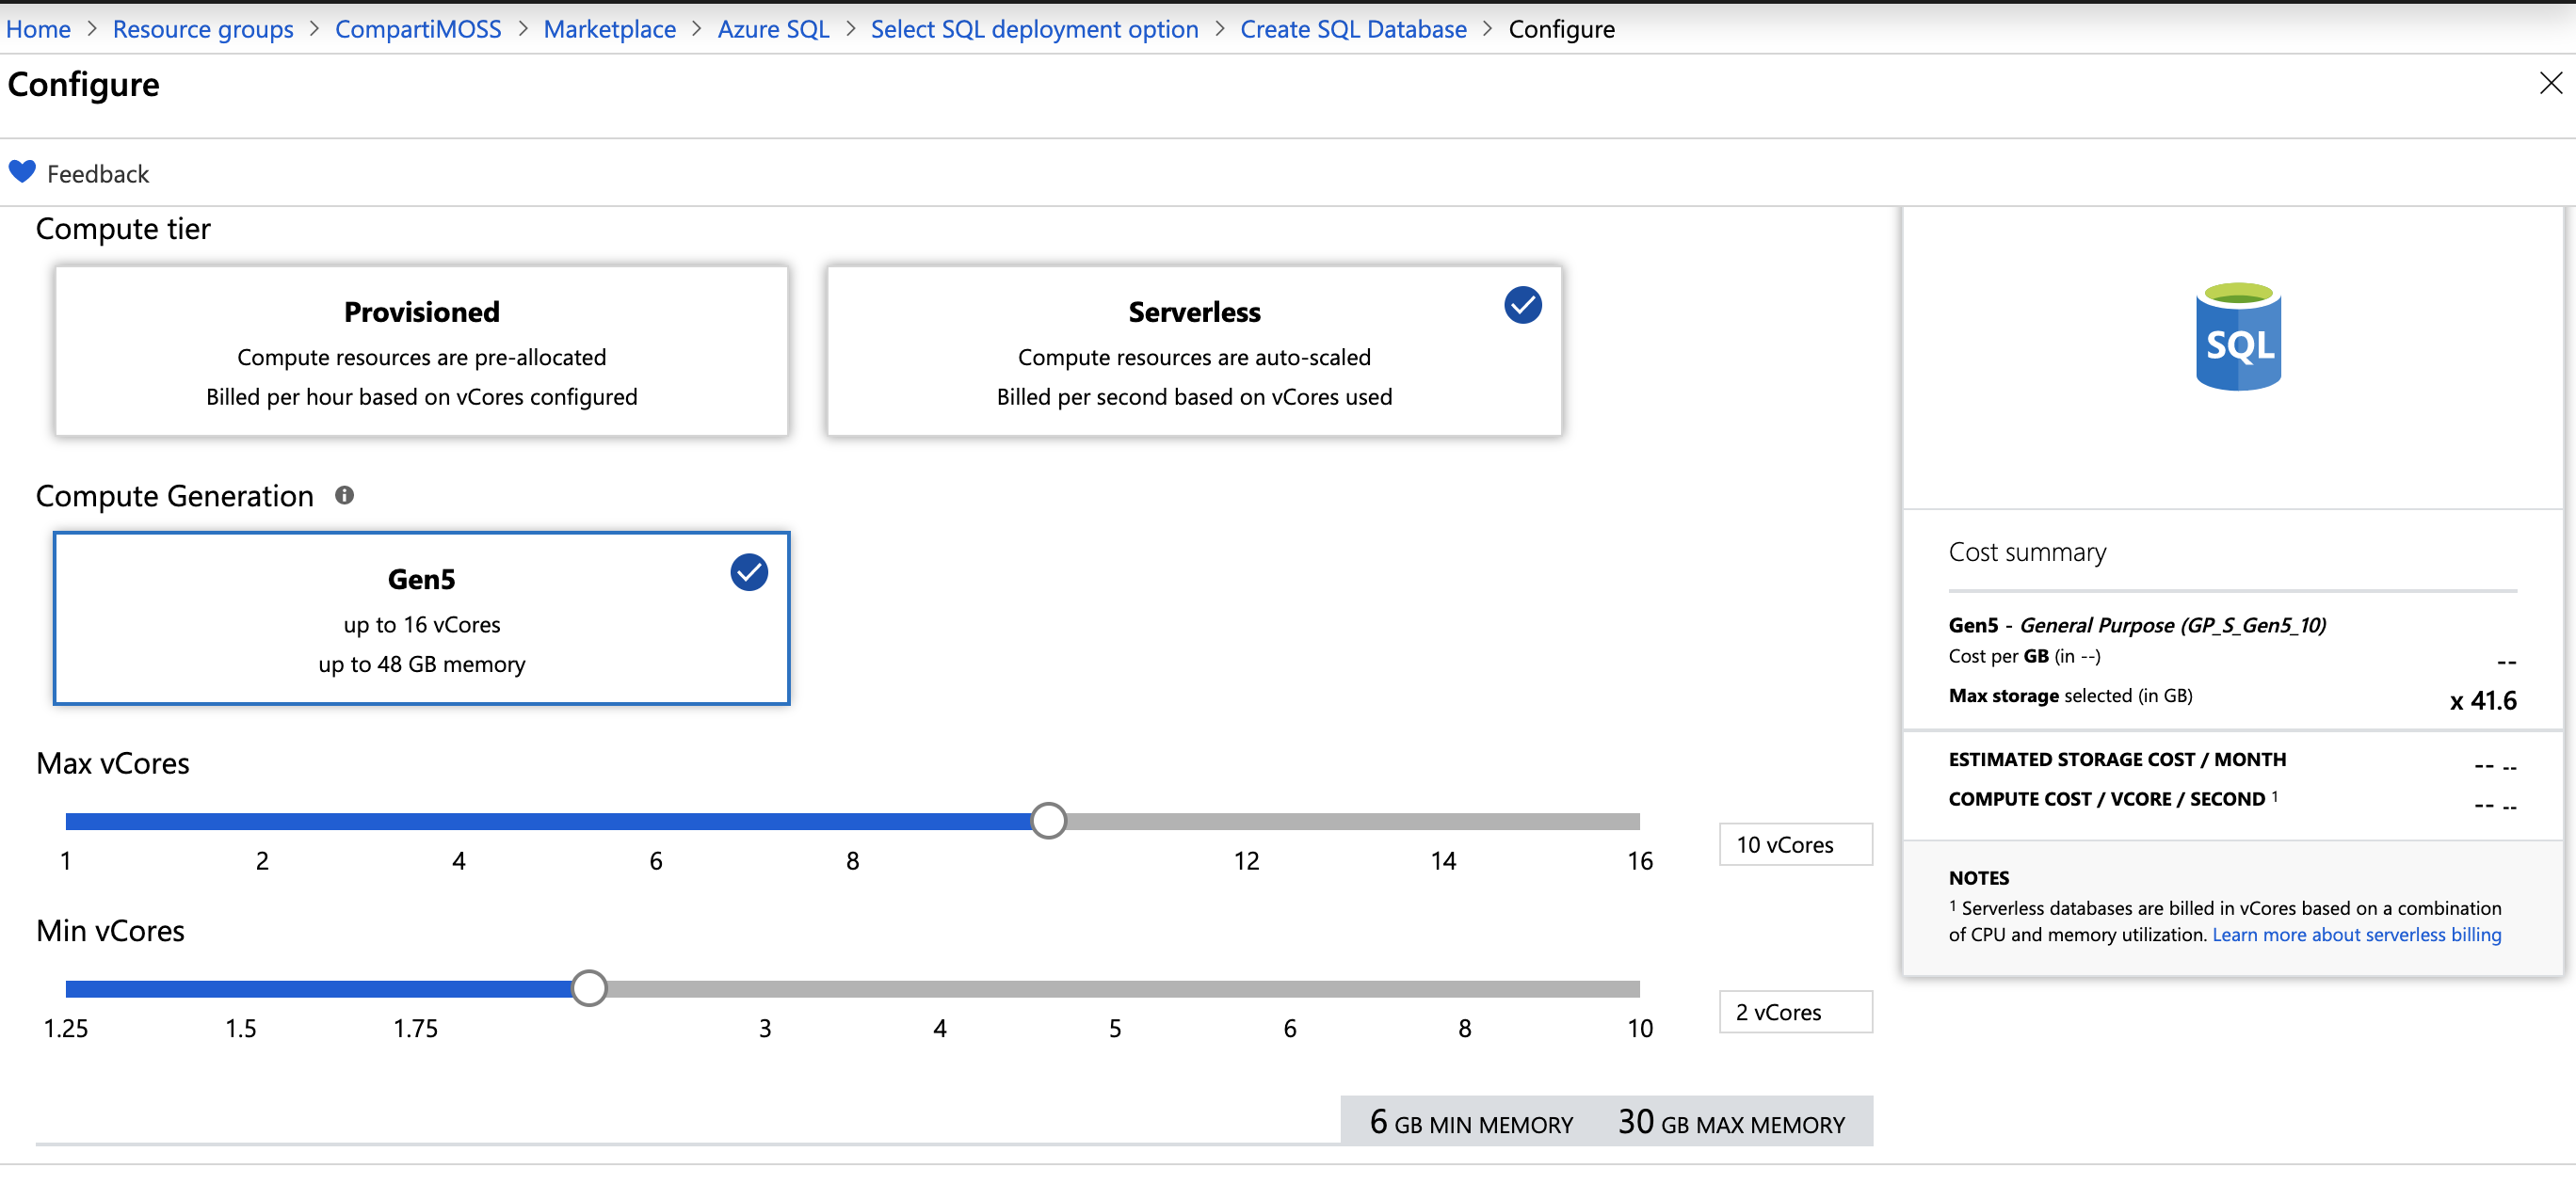 Home > Resource groups > CompartiMOSS > Marketplace > Azure SQL > Select SQL deployment option > Create SQL Database > Configure
Configure
Feedback
Compute tier
Provisioned
Compute resources are pre-allocated
Billed per hour based on vCores configured
Serverless
Compute resources are auto-scaled
Billed per second based on vCores used
Compute Generation
Gen5
up to 16 vCores
up to 48 GB memory
Max vCores
1 2 4 6 8 12 14 16
10 vCores
Min vCores
1.25 1.5 1.75 3 4 5 6 8 10
2 vCores
6 GB MIN MEMORY 30 GB MAX MEMORY
SQL
Cost summary
Gen5 - General Purpose (GP_S_Gen5_10)
Cost per GB (in --) --
Max storage selected (in GB) x 41.6
ESTIMATED STORAGE COST / MONTH -- --
COMPUTE COST / VCORE / SECOND ¹ -- --
NOTES
¹ Serverless databases are billed in vCores based on a combination
of CPU and memory utilization. Learn more about serverless billing